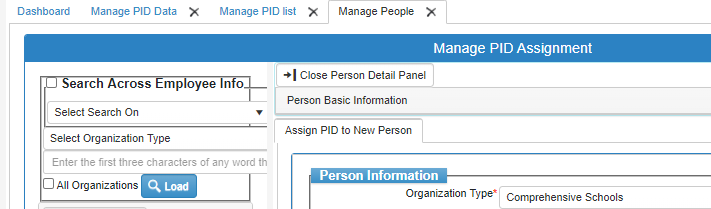 Dashboard Manage PID Data Manage PID list Manage People
Manage PID Assignment
Search Across Employee Info
Select Search On
Select Organization Type
Enter the first three characters of any word
All Organizations Load
Close Person Detail Panel
Person Basic Information
Assign PID to New Person
Person Information
Organization Type* Comprehensive Schools